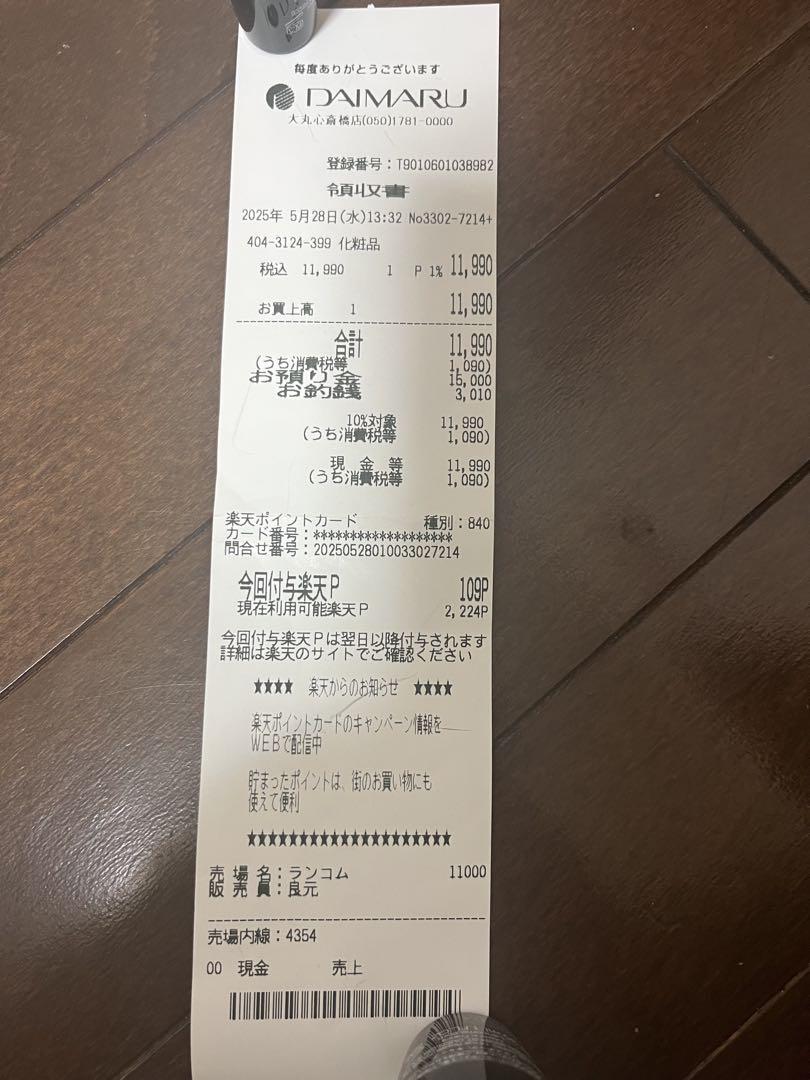 毎度ありがとうございます
DAIMARU
大丸心斎橋店(050)1781-0000
登録番号：T9010601038982
領収書
2025年 5月28日(水)13:32 No3302-7214+
404-3124-399 化粧品
税込 11,990 1 P 1% 11,990
お買上高 1 11,990
合計 11,990
(うち消費税等 1,090)
お預り金 15,000
お釣銭 3,010
10%対象 11,990
(うち消費税等 1,090)
現 金 等 11,990
(うち消費税等 1,090)
楽天ポイントカード 種別：840
カード番号：*******************
問合せ番号：20250528010033027214
今回付与楽天P 109P
現在利用可能楽天P 2,224P
今回付与楽天Pは翌日以降付与されます
詳細は楽天のサイトでご確認ください
★★★★ 楽天からのお知らせ ★★★★
楽天ポイントカードのキャンペーン情報を
WEBで配信中
貯まったポイントは、街のお買い物にも
使えて便利
★★★★★★★★★★★★★★★★★★★
売 場 名：ランコム 11000
販 売 員：良元
売場内線：4354
00 現金 売上